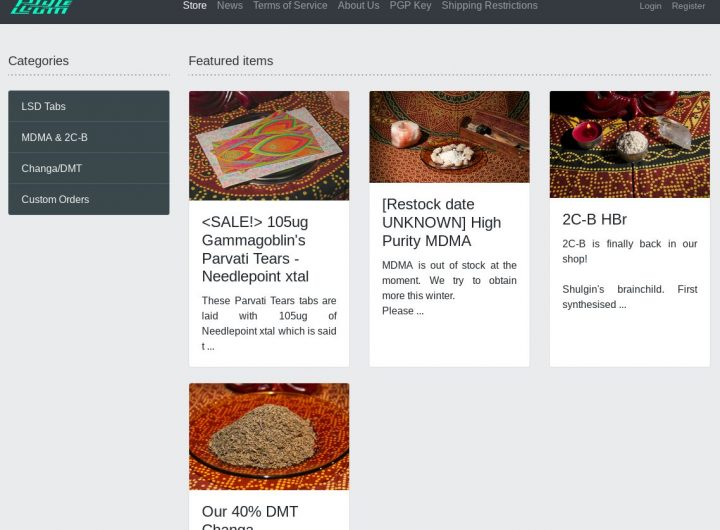 Store News Terms of Service About Us PGP Key Shipping Restrictions Login Register
Categories
LSD Tabs
MDMA & 2C-B
Changa/DMT
Custom Orders
Featured items
<SALE!> 105ug
Gammagoblin's
Parvati Tears -
Needlepoint xtal
These Parvati Tears tabs are
laid with 105ug of
Needlepoint xtal which is said
t ...
[Restock date
UNKNOWN] High
Purity MDMA
MDMA is out of stock at the
moment. We try to obtain
more this winter.
Please ...
2C-B HBr
2C-B is finally back in our
shop!
Shulgin's brainchild. First
synthesised ...
Our 40% DMT
Changa